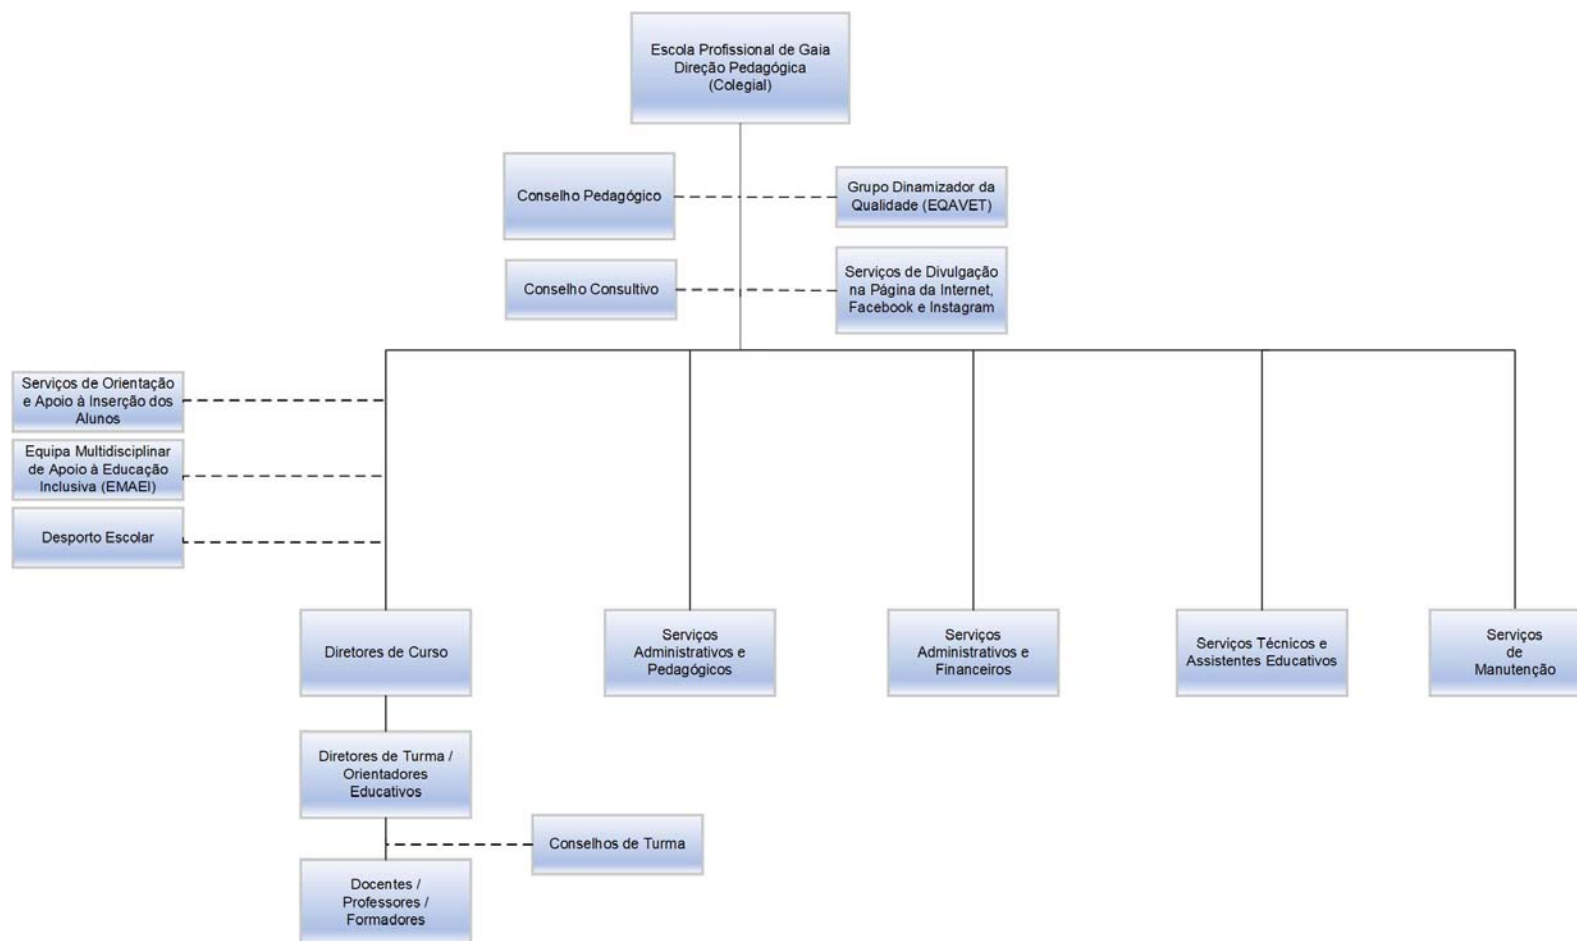 Escola Profissional de Gaia
Direção Pedagógica
(Colegial)
Conselho Pedagógico
Grupo Dinamizador da
Qualidade (EQAVET)
Conselho Consultivo
Serviços de Divulgação
na Página da Internet,
Facebook e Instagram
Serviços de Orientação
e Apoio à Inserção dos
Alunos
Equipa Multidisciplinar
de Apoio à Educação
Inclusiva (EMAEI)
Desporto Escolar
Diretores de Curso
Serviços
Administrativos e
Pedagógicos
Serviços
Administrativos e
Financeiros
Serviços Técnicos e
Assistentes Educativos
Serviços
de
Manutenção
Diretores de Turma /
Orientadores
Educativos
Conselhos de Turma
Docentes /
Professores /
Formadores